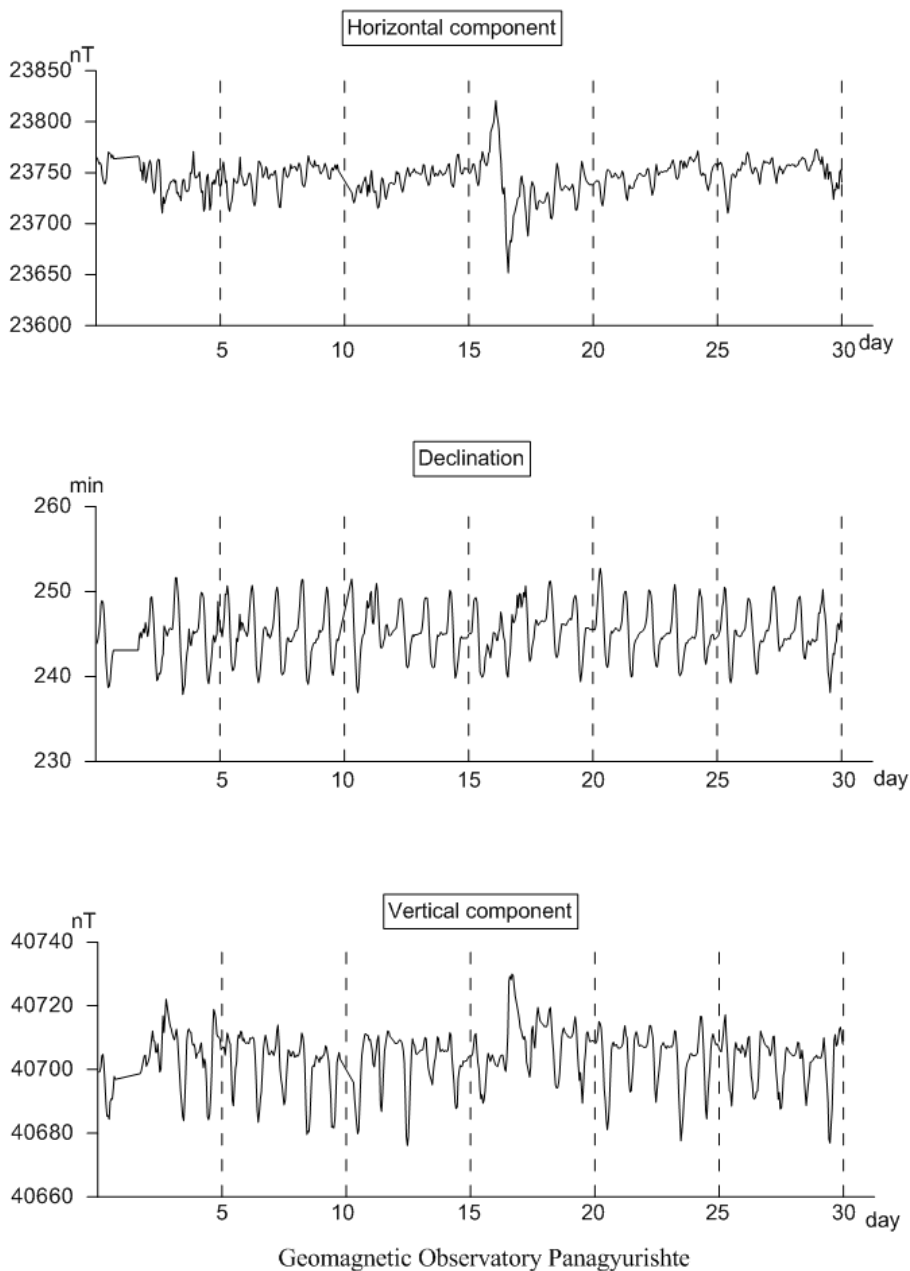 Horizontal component
nT
23850
23800
23750
23700
23650
23600
5 10 15 20 25 30 day
Declination
min
260
250
240
230
5 10 15 20 25 30 day
Vertical component
nT
40740
40720
40700
40680
40660
5 10 15 20 25 30 day
Geomagnetic Observatory Panagyurishte